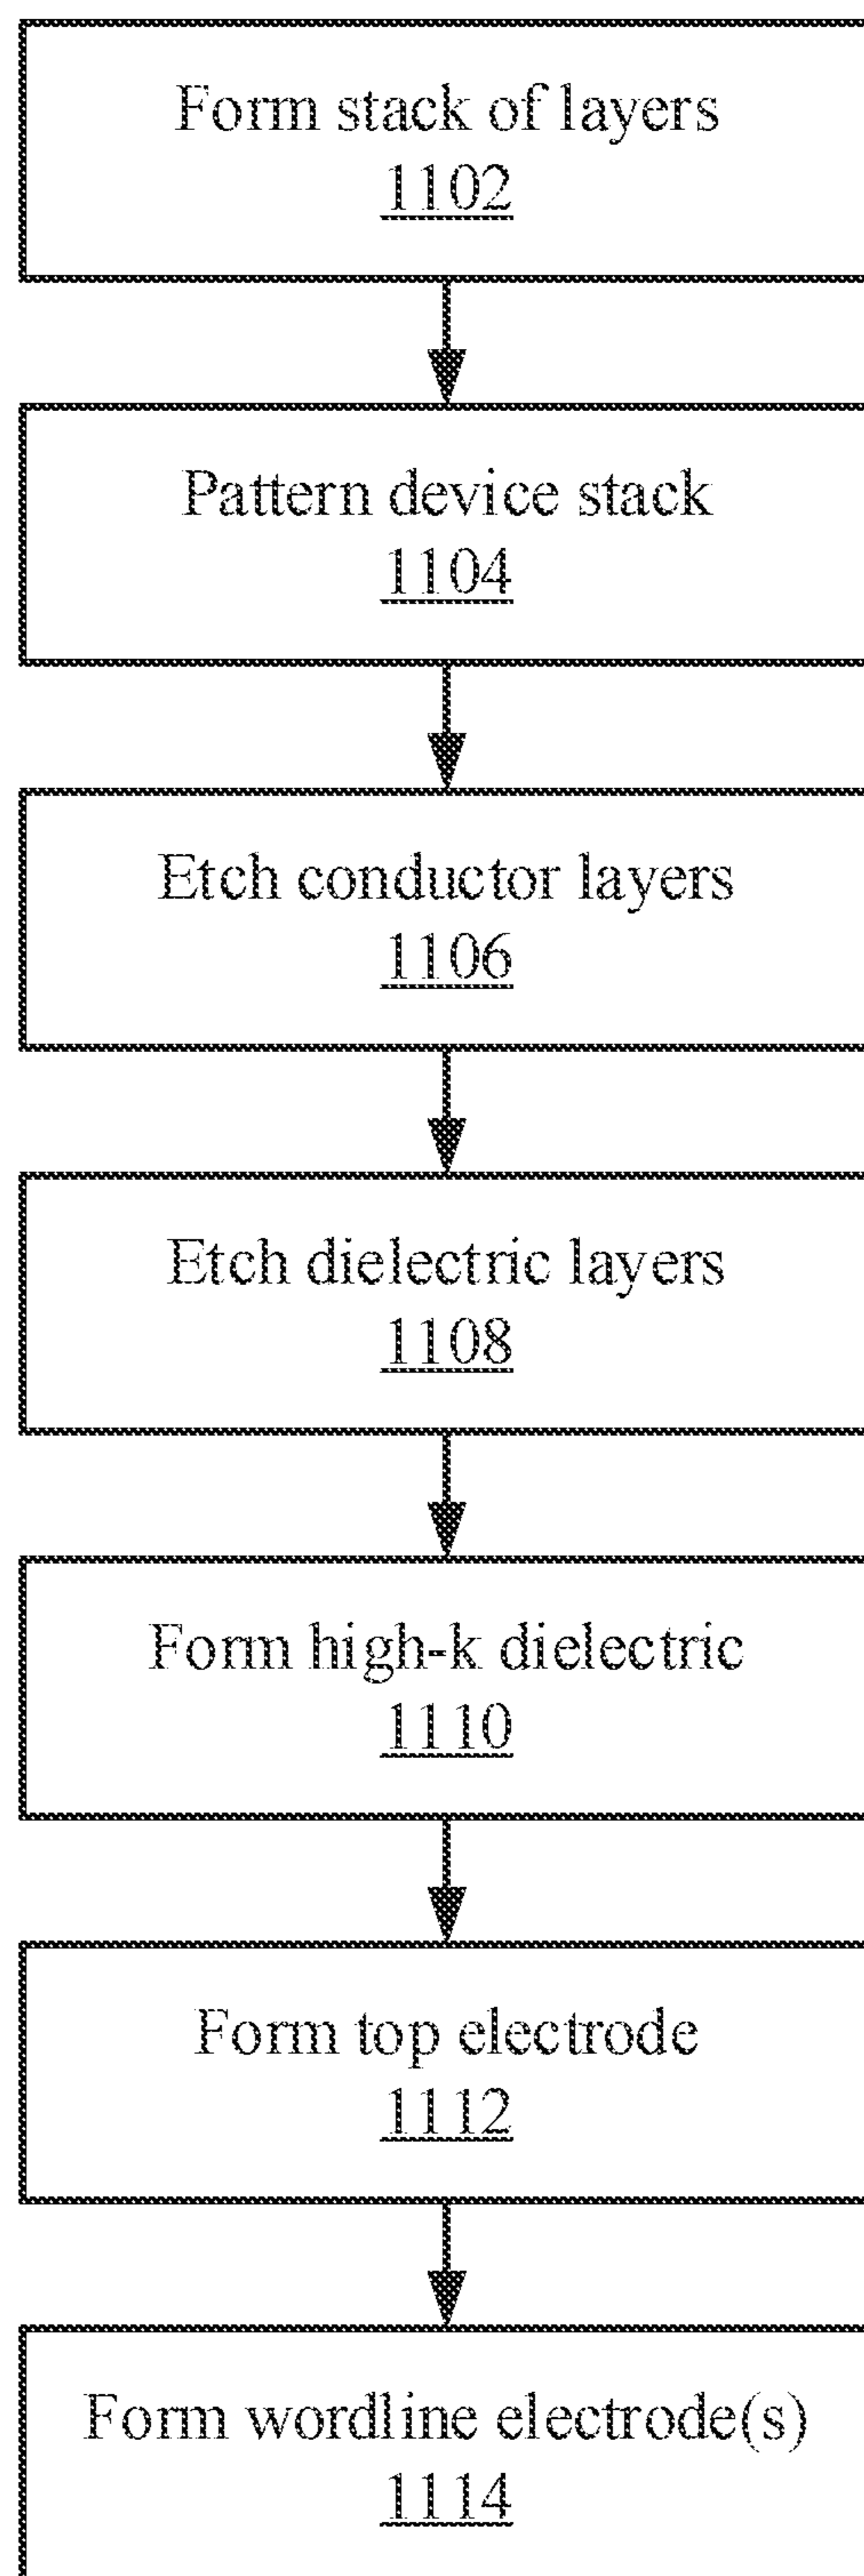 Form stack of layers
1102
Pattern device stack
1104
Etch conductor layers
1106
Etch dielectric layers
1108
Form high-k dielectric
1110
Form top electrode
1112
Form wordline electrode(s)
1114